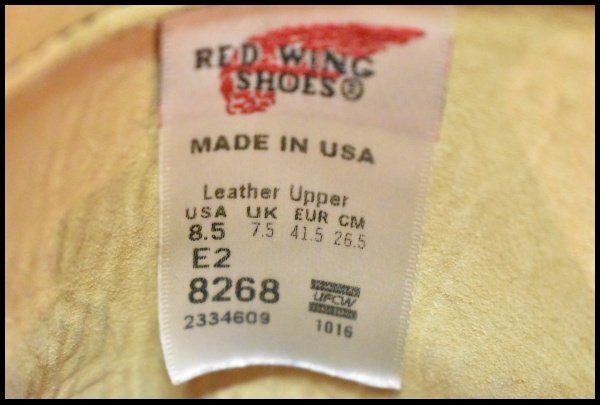 RED WING
SHOES®
MADE IN USA
Leather Upper
USA UK EUR CM
8.5 7.5 41.5 26.5
E2
8268
2334609
UFCW
1016